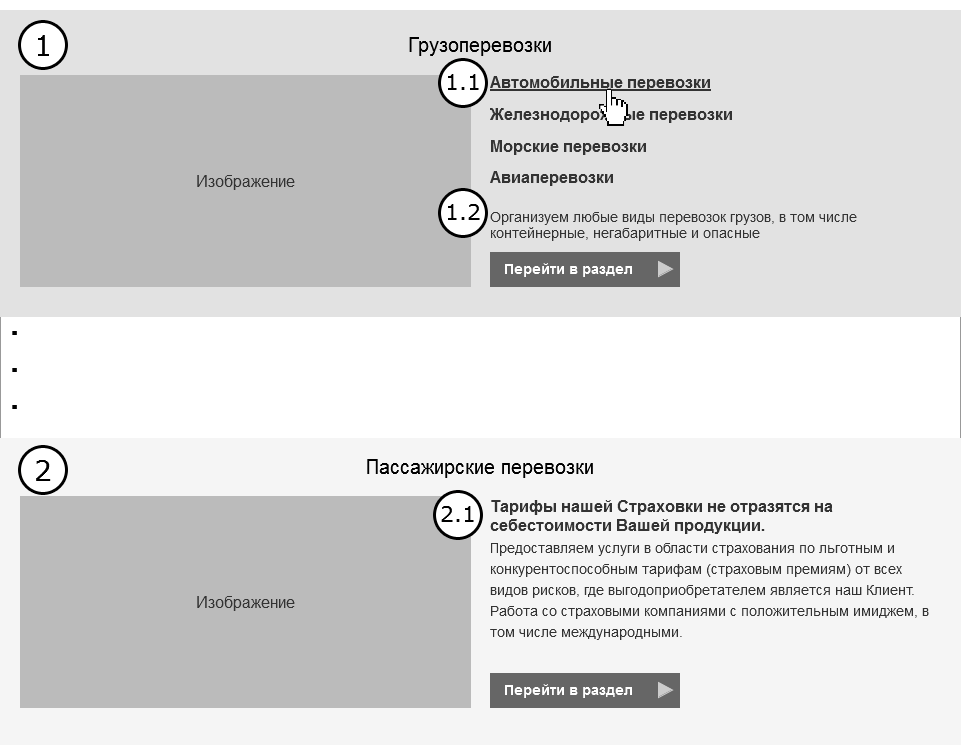 1
Грузоперевозки
1.1
Автомобильные перевозки
Железнодорожные перевозки
Морские перевозки
Авиаперевозки
Изображение
1.2
Организуем любые виды перевозок грузов, в том числе
контейнерные, негабаритные и опасные
Перейти в раздел
2
Пассажирские перевозки
2.1
Тарифы нашей Страховки не отразятся на
себестоимости Вашей продукции.
Предоставляем услуги в области страхования по льготным и
конкурентоспособным тарифам (страховым премиям) от всех
видов рисков, где выгодоприобретателем является наш Клиент.
Работа со страховыми компаниями с положительным имиджем, в
том числе международными.
Изображение
Перейти в раздел